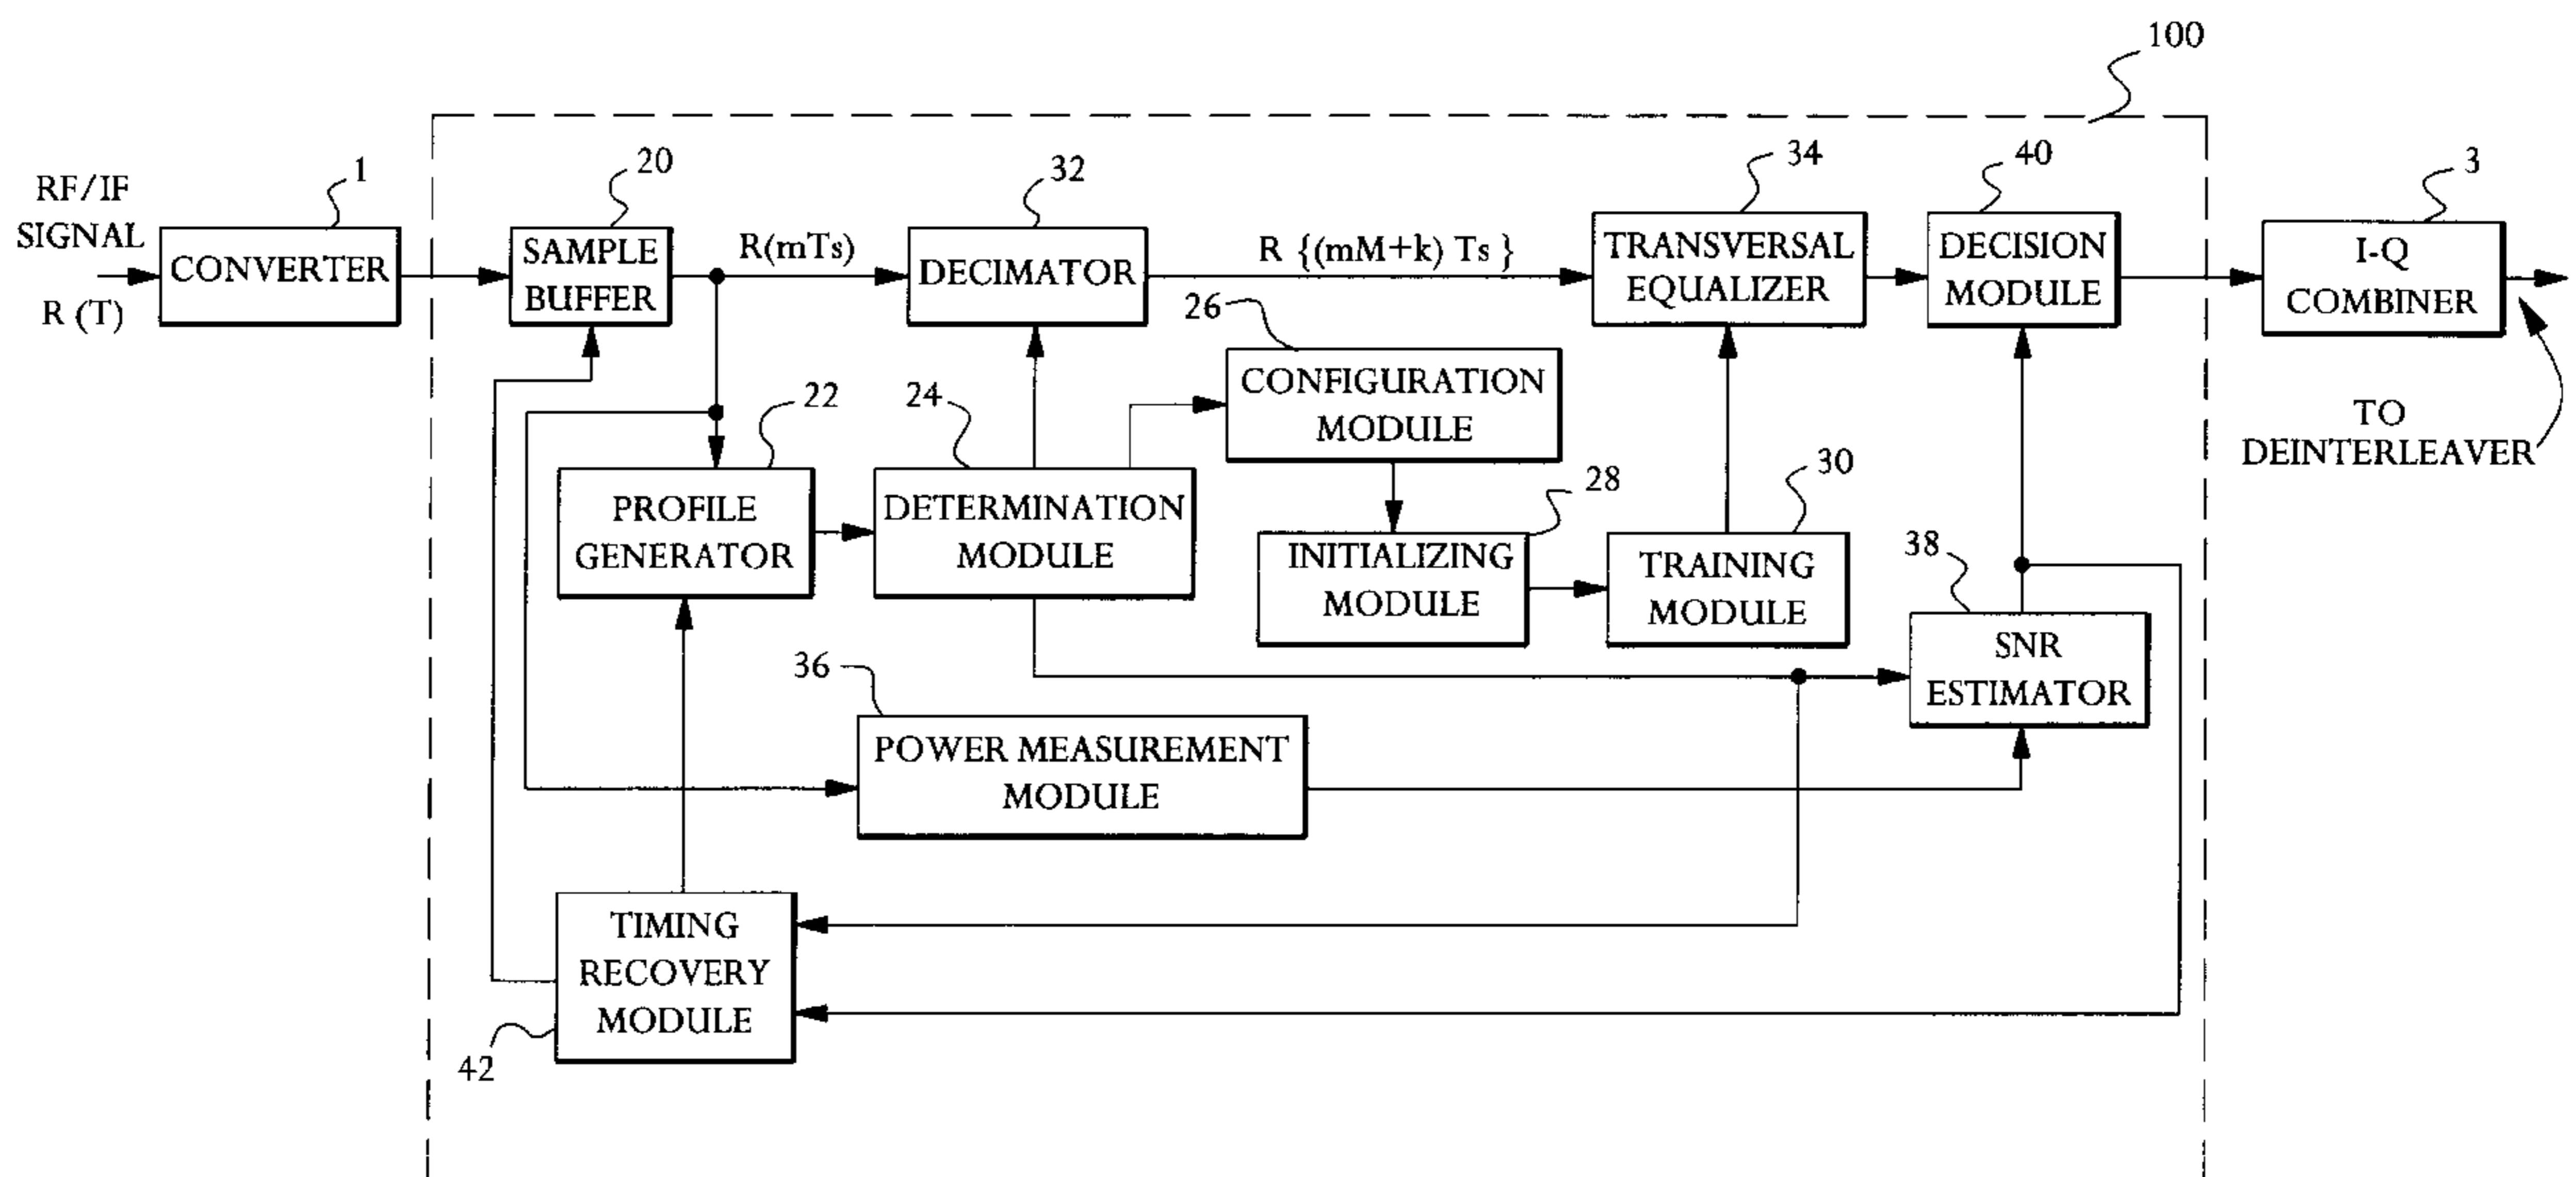 100
RF/IF
SIGNAL
R (T)
1
CONVERTER
20
SAMPLE
BUFFER
R(mTs)
32
DECIMATOR
R {(mM+k) Ts }
34
TRANSVERSAL
EQUALIZER
40
DECISION
MODULE
3
I-Q
COMBINER
TO
DEINTERLEAVER
22
PROFILE
GENERATOR
24
DETERMINATION
MODULE
26
CONFIGURATION
MODULE
28
INITIALIZING
MODULE
30
TRAINING
MODULE
38
SNR
ESTIMATOR
36
POWER MEASUREMENT
MODULE
TIMING
RECOVERY
MODULE
42